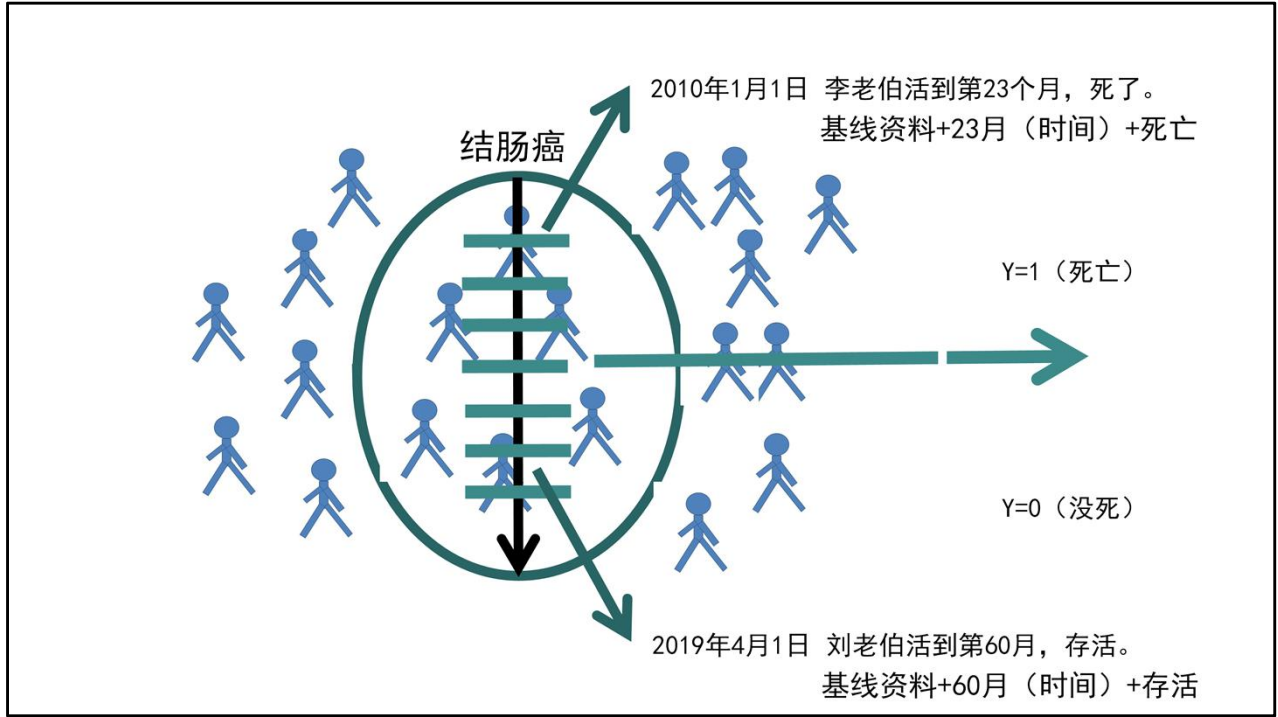 2010年1月1日 李老伯活到第23个月，死了。
基线资料+23月（时间）+死亡
结肠癌
Y=1（死亡）
Y=0（没死）
2019年4月1日 刘老伯活到第60月，存活。
基线资料+60月（时间）+存活